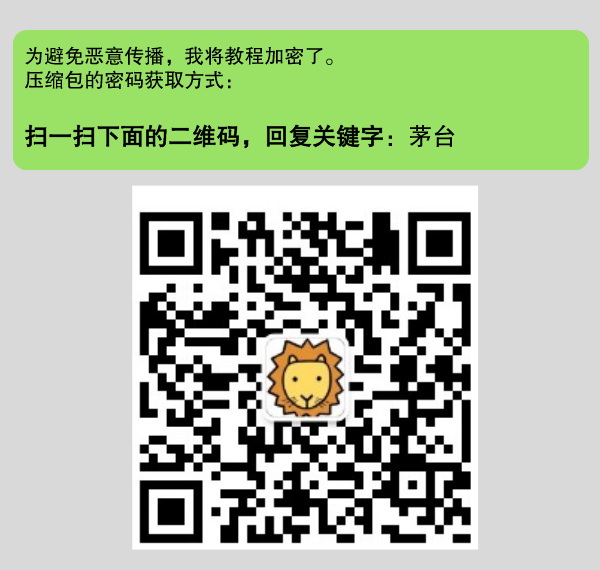 为避免恶意传播，我将教程加密了。
压缩包的密码获取方式：
扫一扫下面的二维码，回复关键字：茅台